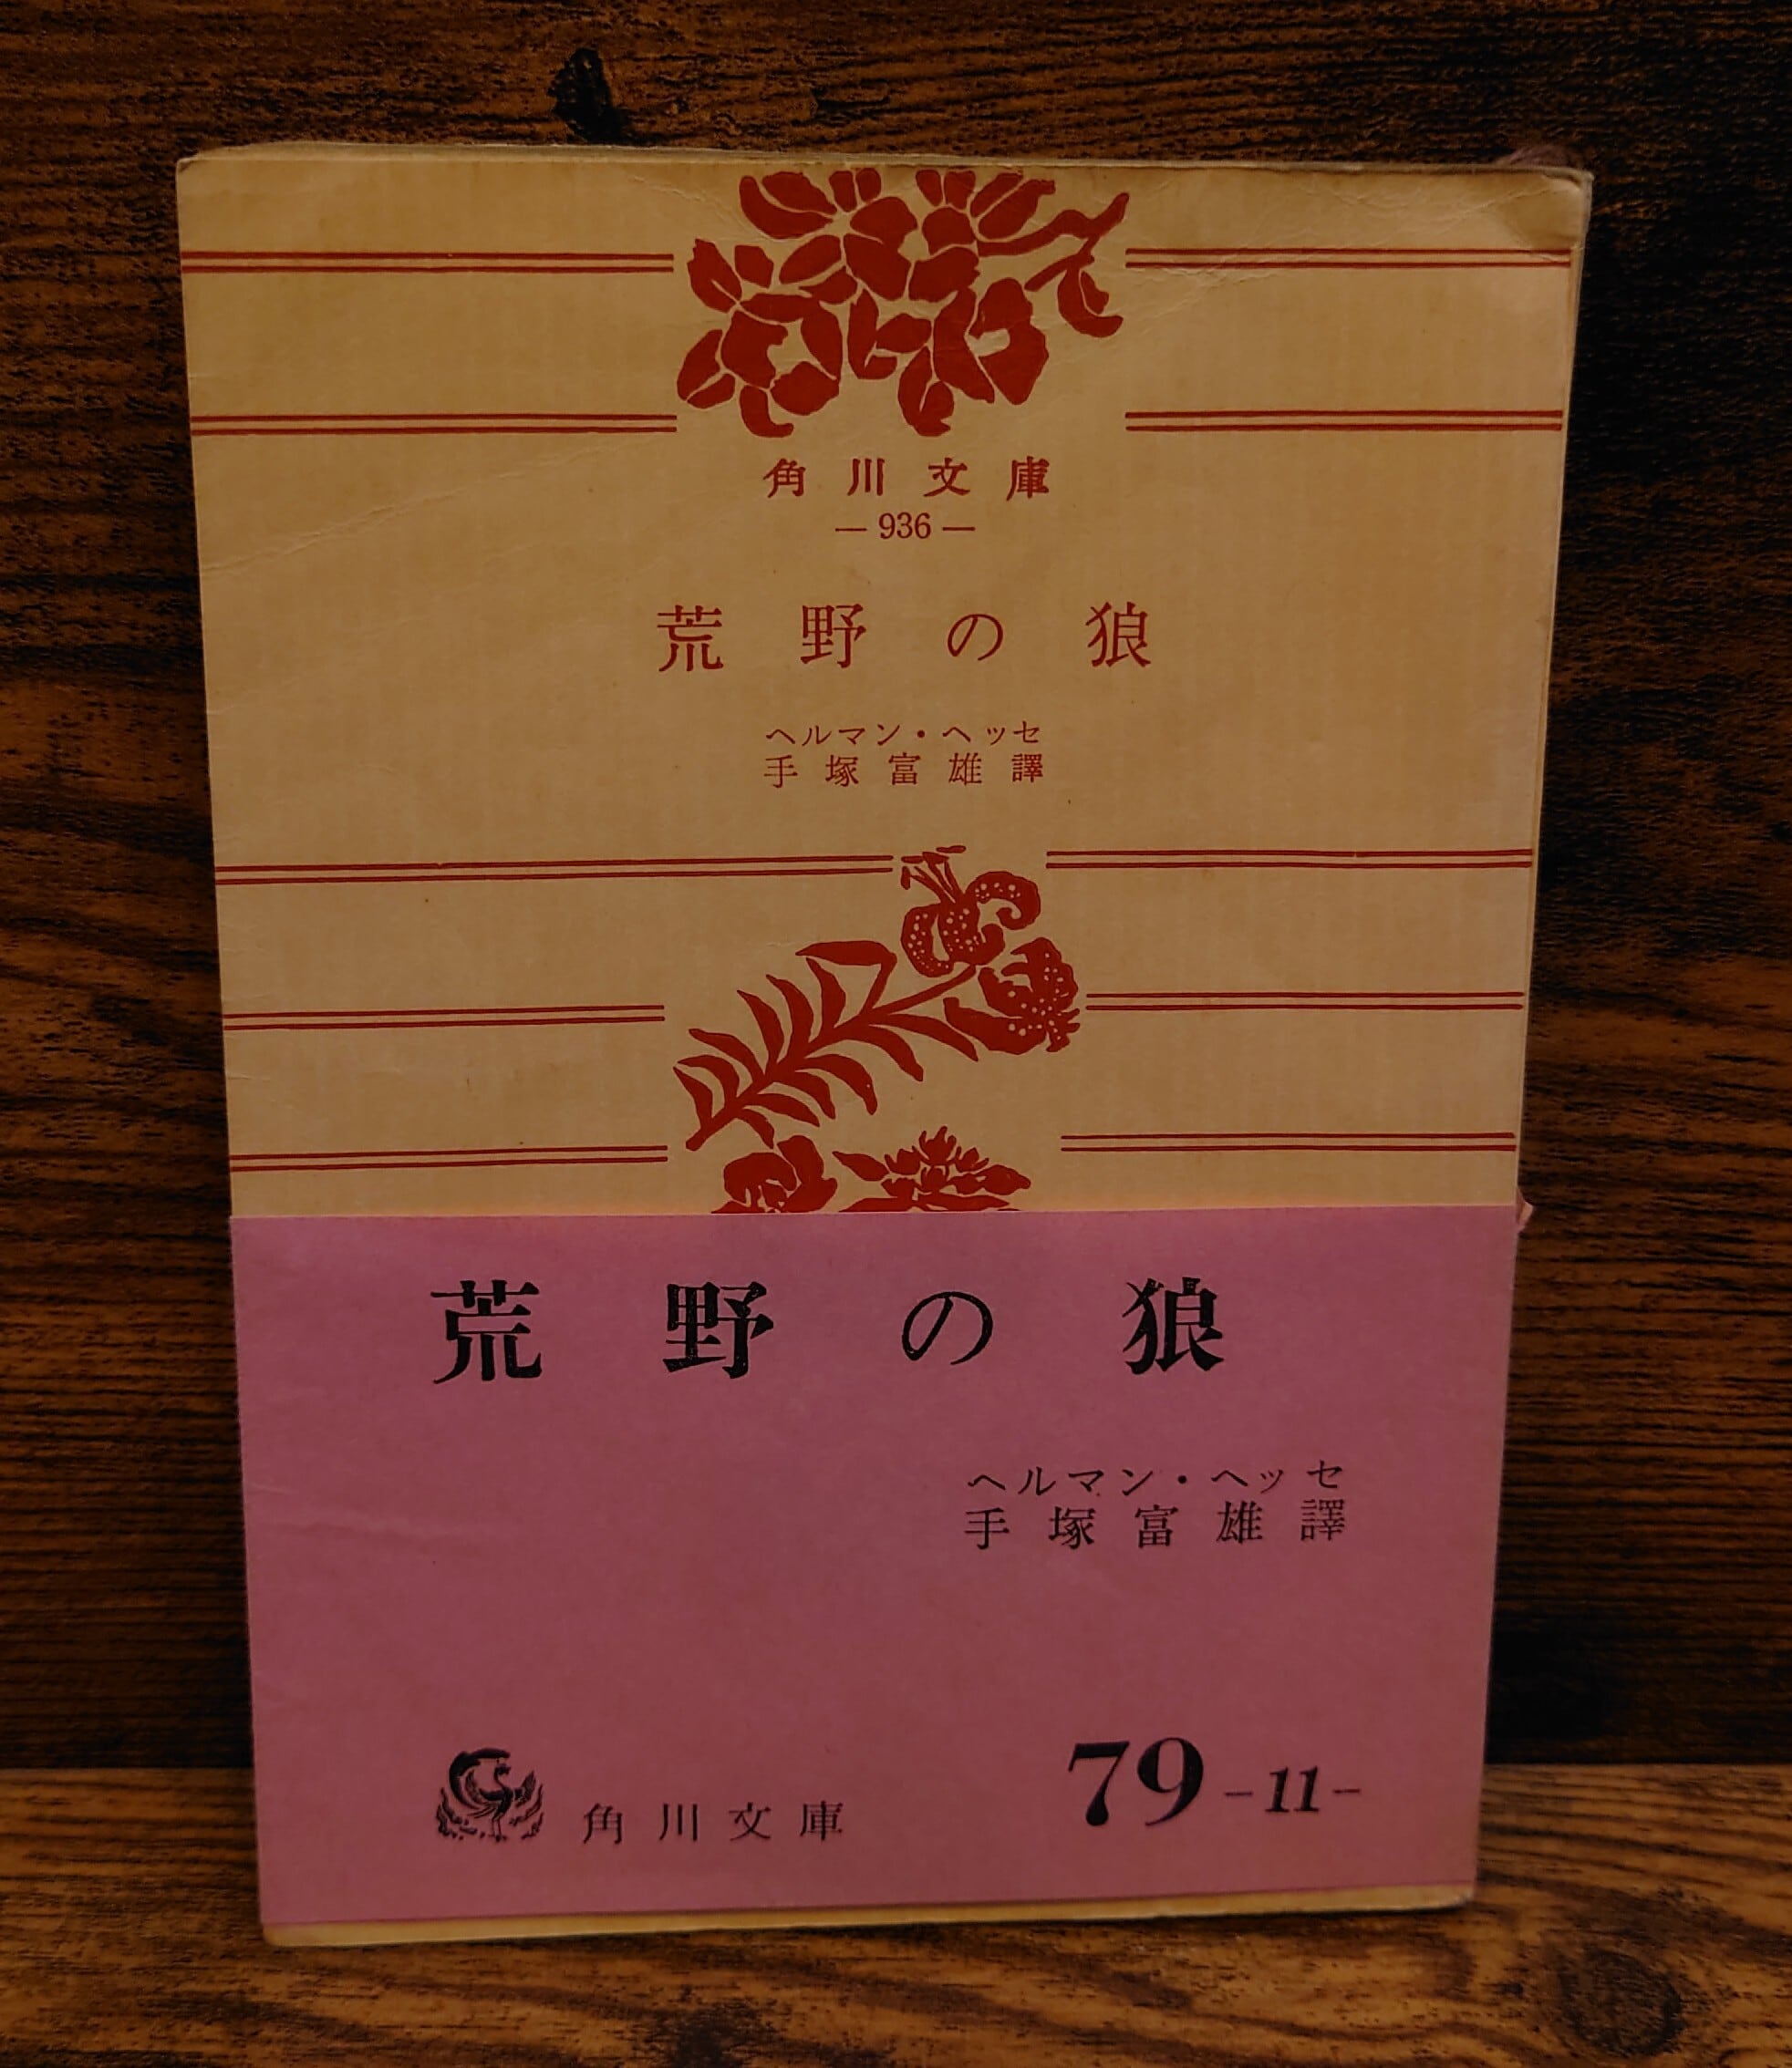 角川文庫
—936—
荒野の狼
ヘルマン・ヘッセ
手塚富雄譯
荒野の狼
ヘルマン・ヘッセ
手塚富雄譯
角川文庫
79-11-